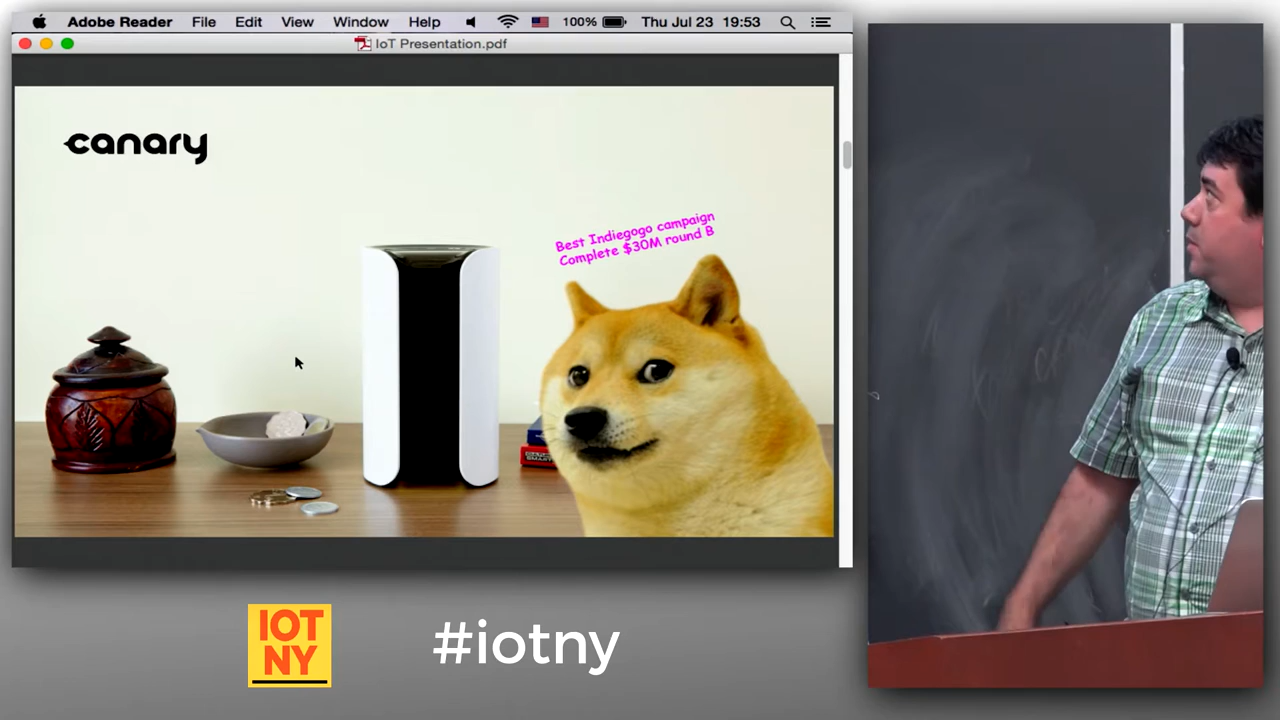 Adobe Reader File Edit View Window Help 100% Thu Jul 23 19:53
IoT Presentation.pdf
canary
Best Indiegogo campaign
Complete $30M round B
IOT
NY
#iotny